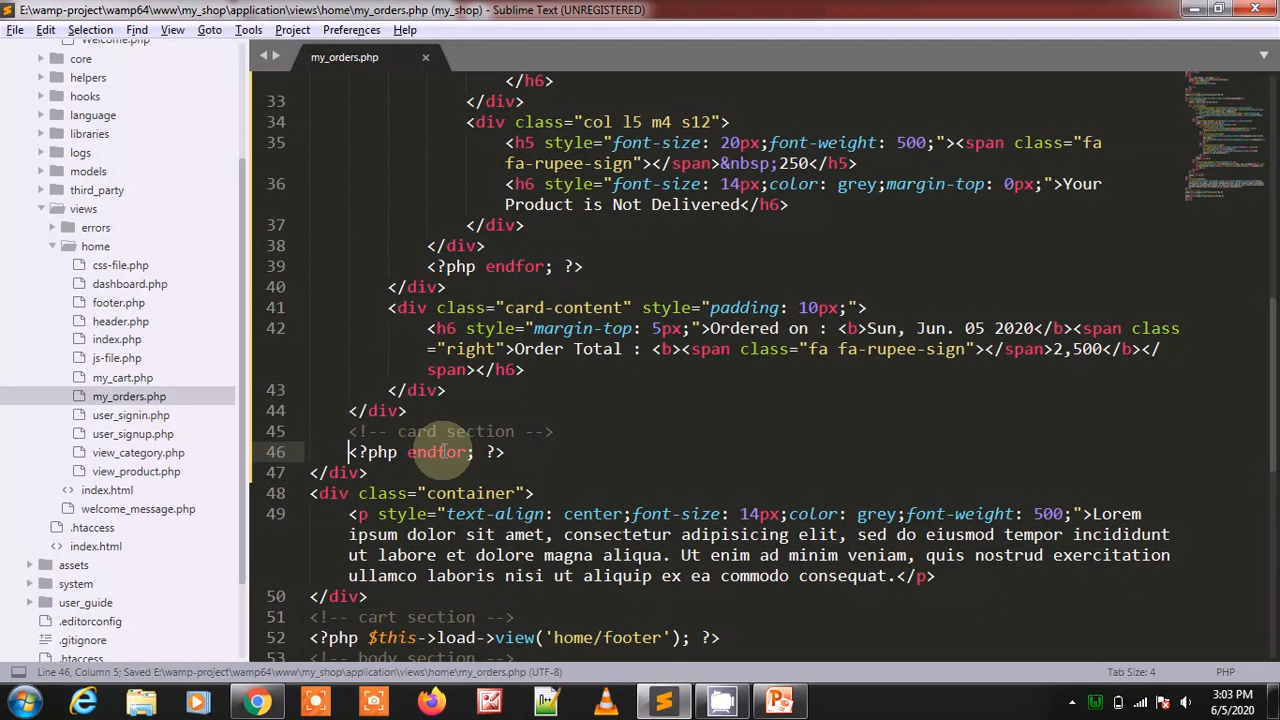 E:\wamp-project\wamp64\www\my_shop\application\views\home\my_orders.php (my_shop) - Sublime Text (UNREGISTERED)
File Edit Selection Find View Goto Tools Project Preferences Help
Welcome.php
core
helpers
hooks
language
libraries
logs
models
third_party
views
errors
home
css-file.php
dashboard.php
footer.php
header.php
index.php
js-file.php
my_cart.php
my_orders.php
user_signin.php
user_signup.php
view_category.php
view_product.php
index.html
welcome_message.php
.htaccess
index.html
assets
system
user_guide
.editorconfig
.gitignore
.htaccess
my_orders.php ×
</h6>
33 </div>
34 <div class="col l5 m4 s12">
35 <h5 style="font-size: 20px;font-weight: 500;"><span class="fa
fa-rupee-sign"></span>&nbsp;250</h5>
36 <h6 style="font-size: 14px;color: grey;margin-top: 0px;">Your
Product is Not Delivered</h6>
37 </div>
38 </div>
39 <?php endfor; ?>
40 </div>
41 <div class="card-content" style="padding: 10px;">
42 <h6 style="margin-top: 5px;">Ordered on : <b>Sun, Jun. 05 2020</b><span class
="right">Order Total : <b><span class="fa fa-rupee-sign"></span>2,500</b></
span></h6>
43 </div>
44 </div>
45 <!-- card section -->
46 <?php endfor; ?>
47 </div>
48 <div class="container">
49 <p style="text-align: center;font-size: 14px;color: grey;font-weight: 500;">Lorem
ipsum dolor sit amet, consectetur adipisicing elit, sed do eiusmod tempor incididunt
ut labore et dolore magna aliqua. Ut enim ad minim veniam, quis nostrud exercitation
ullamco laboris nisi ut aliquip ex ea commodo consequat.</p>
50 </div>
51 <!-- cart section -->
52 <?php $this->load->view('home/footer'); ?>
53 <!-- body section -->
Line 46, Column 5; Saved E:\wamp-project\wamp64\www\my_shop\application\views\home\my_orders.php (UTF-8)
Tab Size: 4
PHP
3:03 PM
6/5/2020